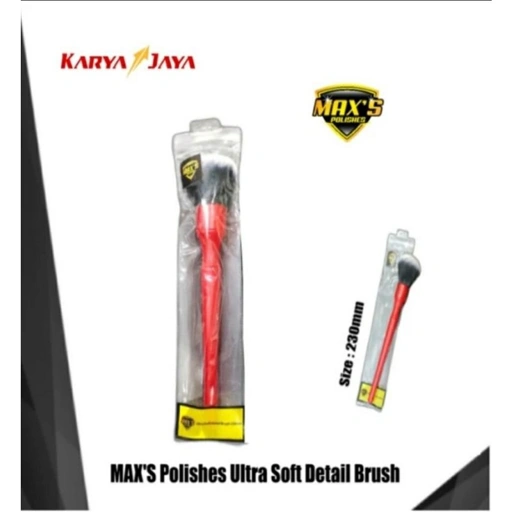 KARYA JAYA
MAX'S
POLISHES
Size : 230mm
MAX'S Polishes Ultra Soft Detail Brush